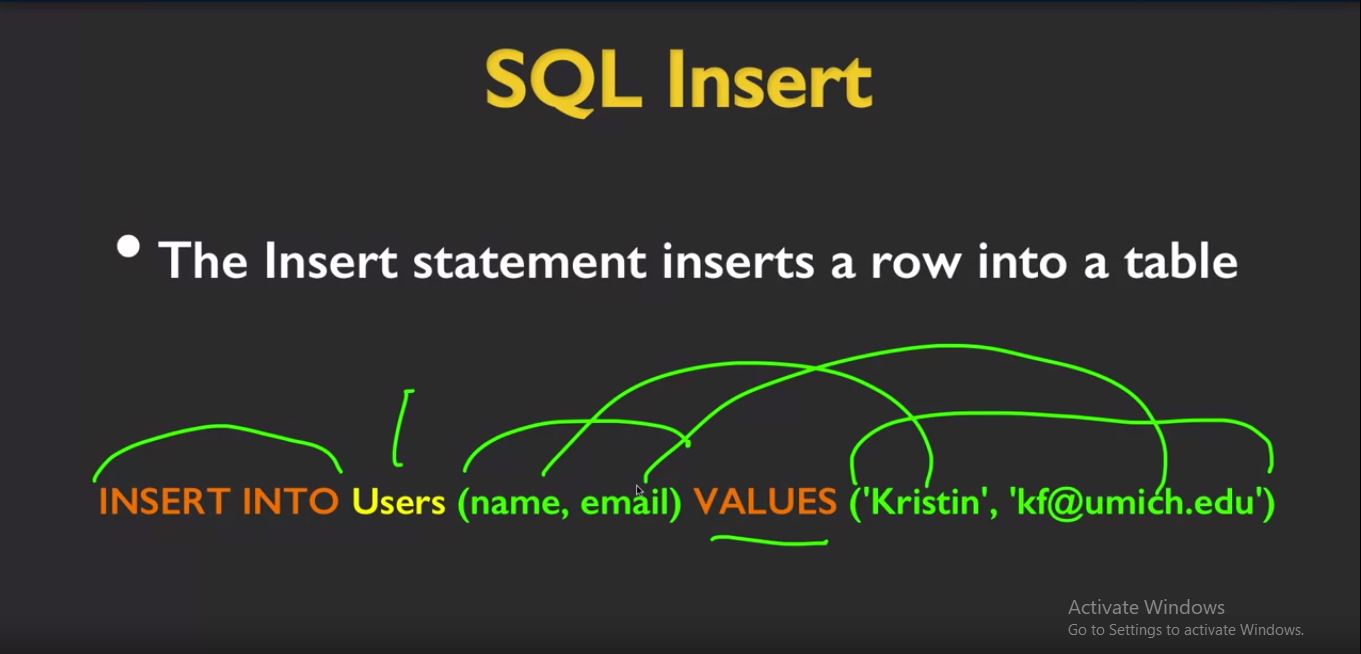 SQL Insert
• The Insert statement inserts a row into a table
INSERT INTO Users (name, email) VALUES ('Kristin', 'kf@umich.edu')
Activate Windows
Go to Settings to activate Windows.